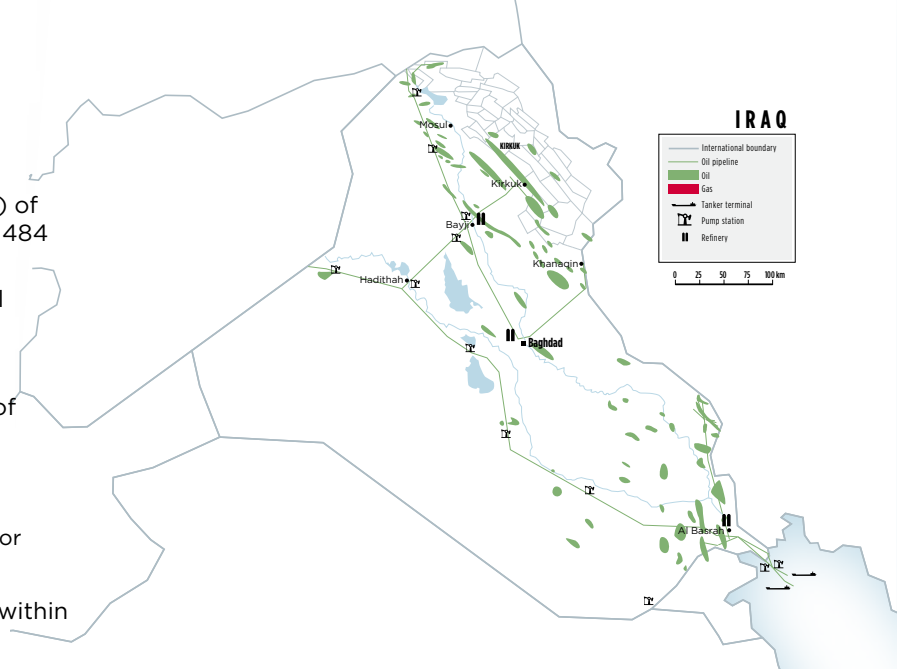 ) of
484
l
of
or
within
IRAQ
International boundary
Oil pipeline
Oil
Gas
Tanker terminal
Pump station
Refinery
0 25 50 75 100 km
Mosul
KIRKUK
Kirkuk
Bayji
Khanaqin
Hadithah
Baghdad
Al Basrah